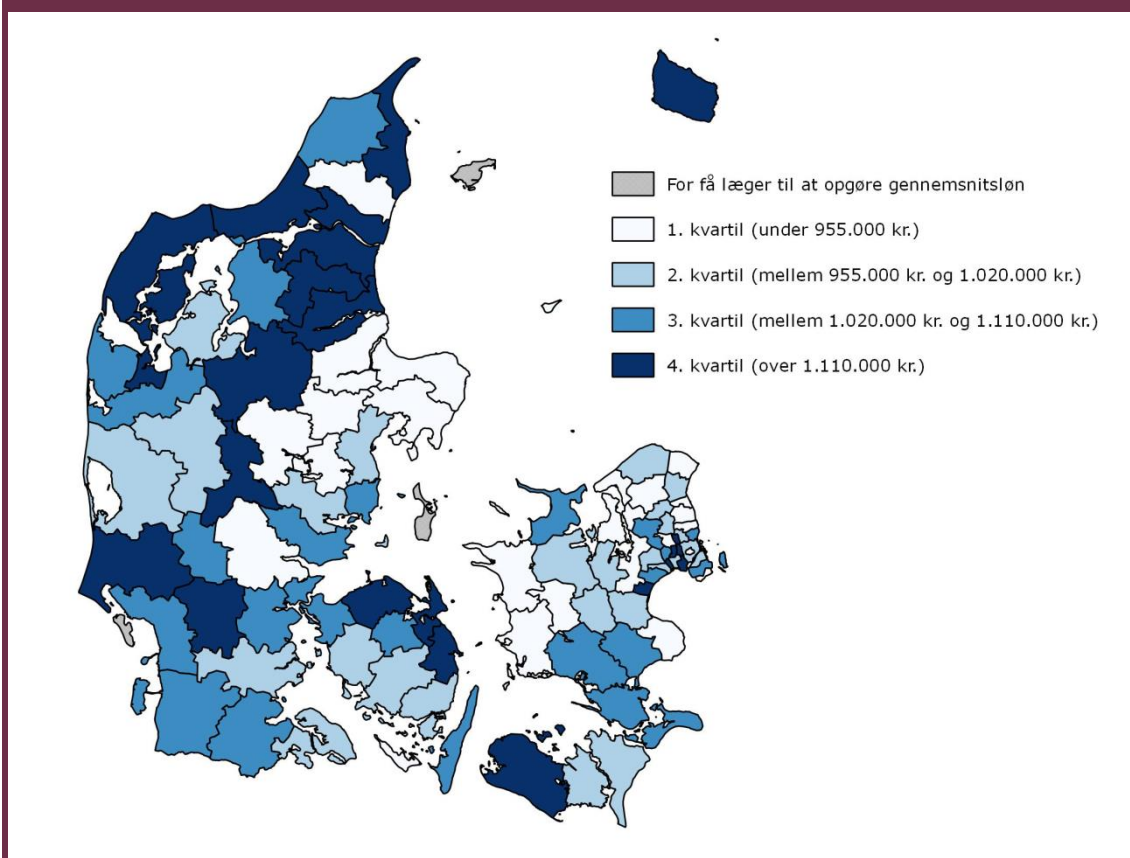 For få læger til at opgøre gennemsnitsløn
1. kvartil (under 955.000 kr.)
2. kvartil (mellem 955.000 kr. og 1.020.000 kr.)
3. kvartil (mellem 1.020.000 kr. og 1.110.000 kr.)
4. kvartil (over 1.110.000 kr.)